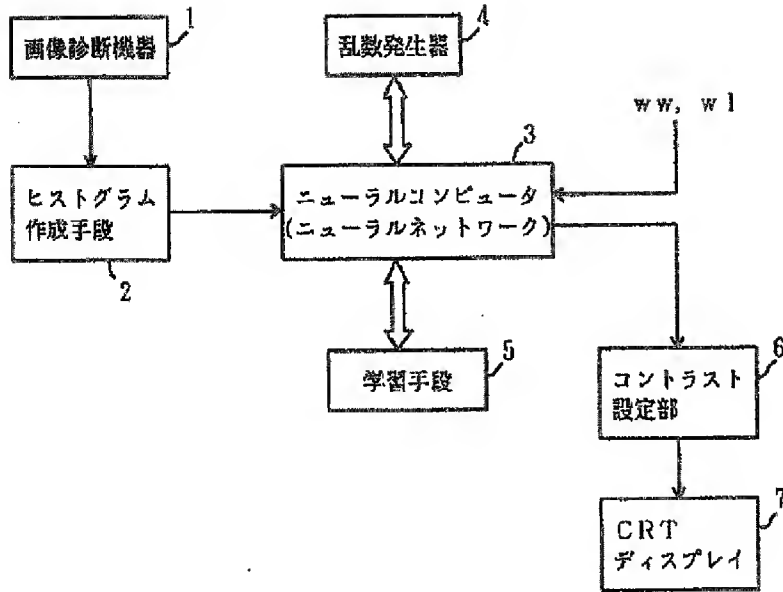 1
画像診断機器
4
乱数発生器
ww, wl
3
ヒストグラム
作成手段
2
ニューラルコンピュータ
(ニューラルネットワーク)
5
学習手段
6
コントラスト
設定部
7
CRT
ディスプレイ